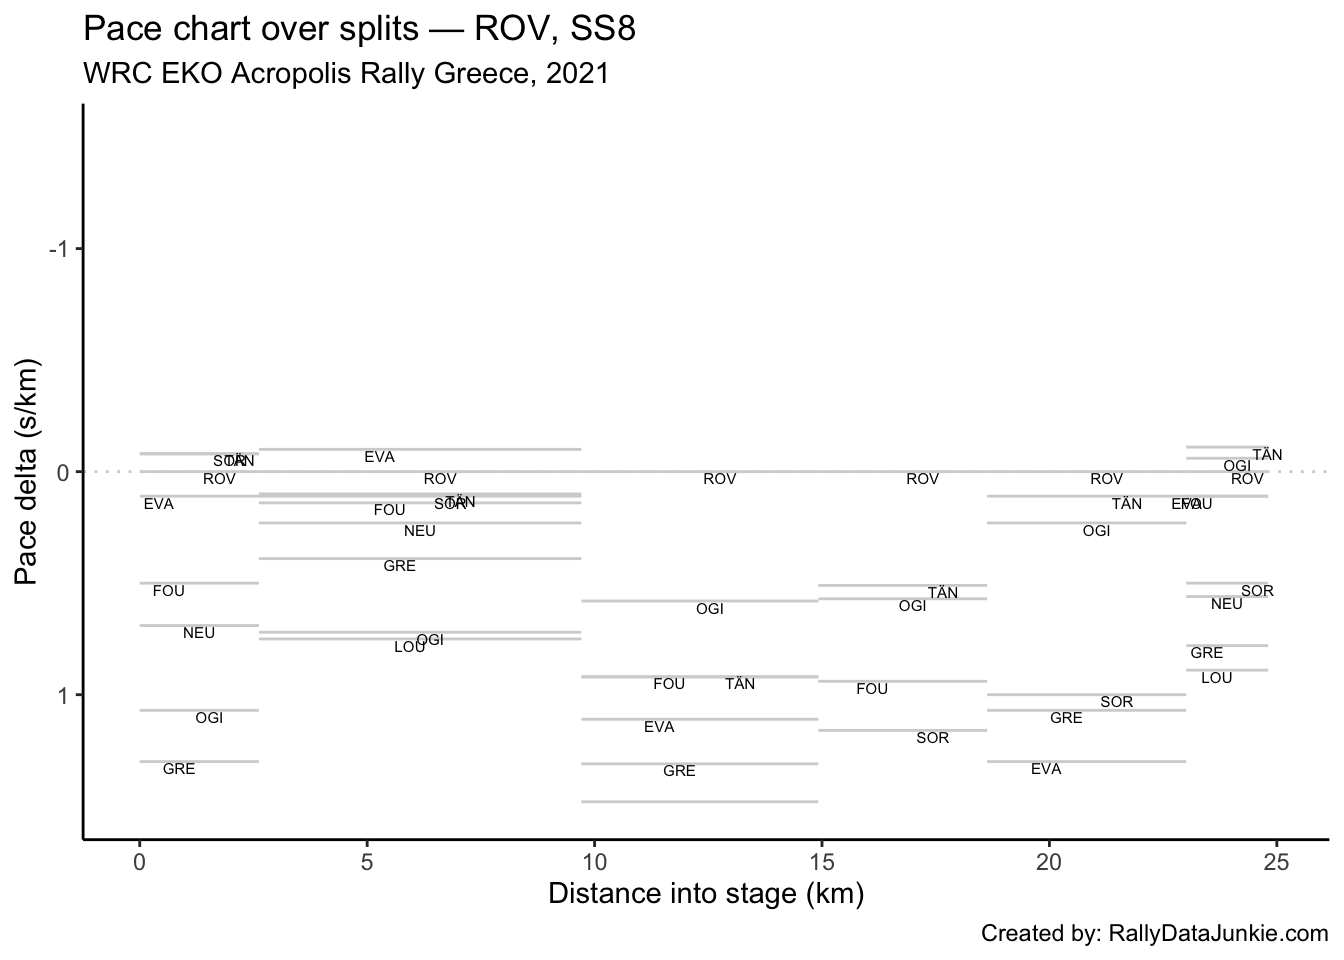 Pace chart over splits — ROV, SS8
WRC EKO Acropolis Rally Greece, 2021
Pace delta (s/km)
-1
0
1
SOR TÄN
ROV
EVA
FOU
NEU
OGI
GRE
EVA
ROV
SOR TÄN
FOU
NEU
GRE
OGI
LOU
ROV
OGI
FOU TÄN
EVA
GRE
ROV
TÄN
OGI
FOU
SOR
ROV
TÄN
OGI
SOR
GRE
EVA
TÄN
OGI
ROV
EVA FOU
SOR
NEU
GRE
LOU
0 5 10 15 20 25
Distance into stage (km)
Created by: RallyDataJunkie.com